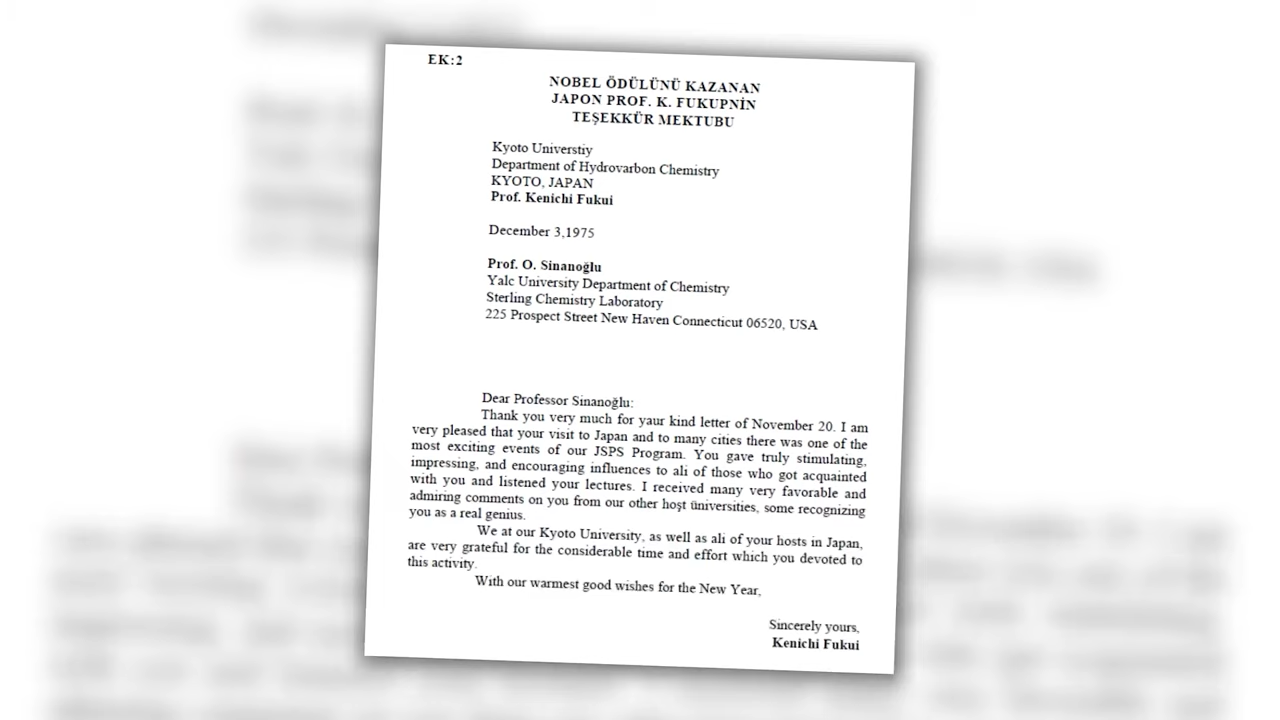 EK:2
NOBEL ÖDÜLÜNÜ KAZANAN
JAPON PROF. K. FUKUPNİN
TEŞEKKÜR MEKTUBU
Kyoto Universtiy
Department of Hydrovarbon Chemistry
KYOTO, JAPAN
Prof. Kenichi Fukui
December 3,1975
Prof. O. Sinanoğlu
Yalc University Department of Chemistry
Sterling Chemistry Laboratory
225 Prospect Street New Haven Connecticut 06520, USA
Dear Professor Sinanoğlu:
Thank you very much for yaur kind letter of November 20. I am
very pleased that your visit to Japan and to many cities there was one of the
most exciting events of our JSPS Program. You gave truly stimulating,
impressing, and encouraging influences to ali of those who got acquainted
with you and listened your lectures. I received many very favorable and
admiring comments on you from our other hoşt üniversities, some recognizing
you as a real genius.
We at our Kyoto University, as well as ali of your hosts in Japan,
are very grateful for the considerable time and effort which you devoted to
this activity.
With our warmest good wishes for the New Year,
Sincerely yours,
Kenichi Fukui